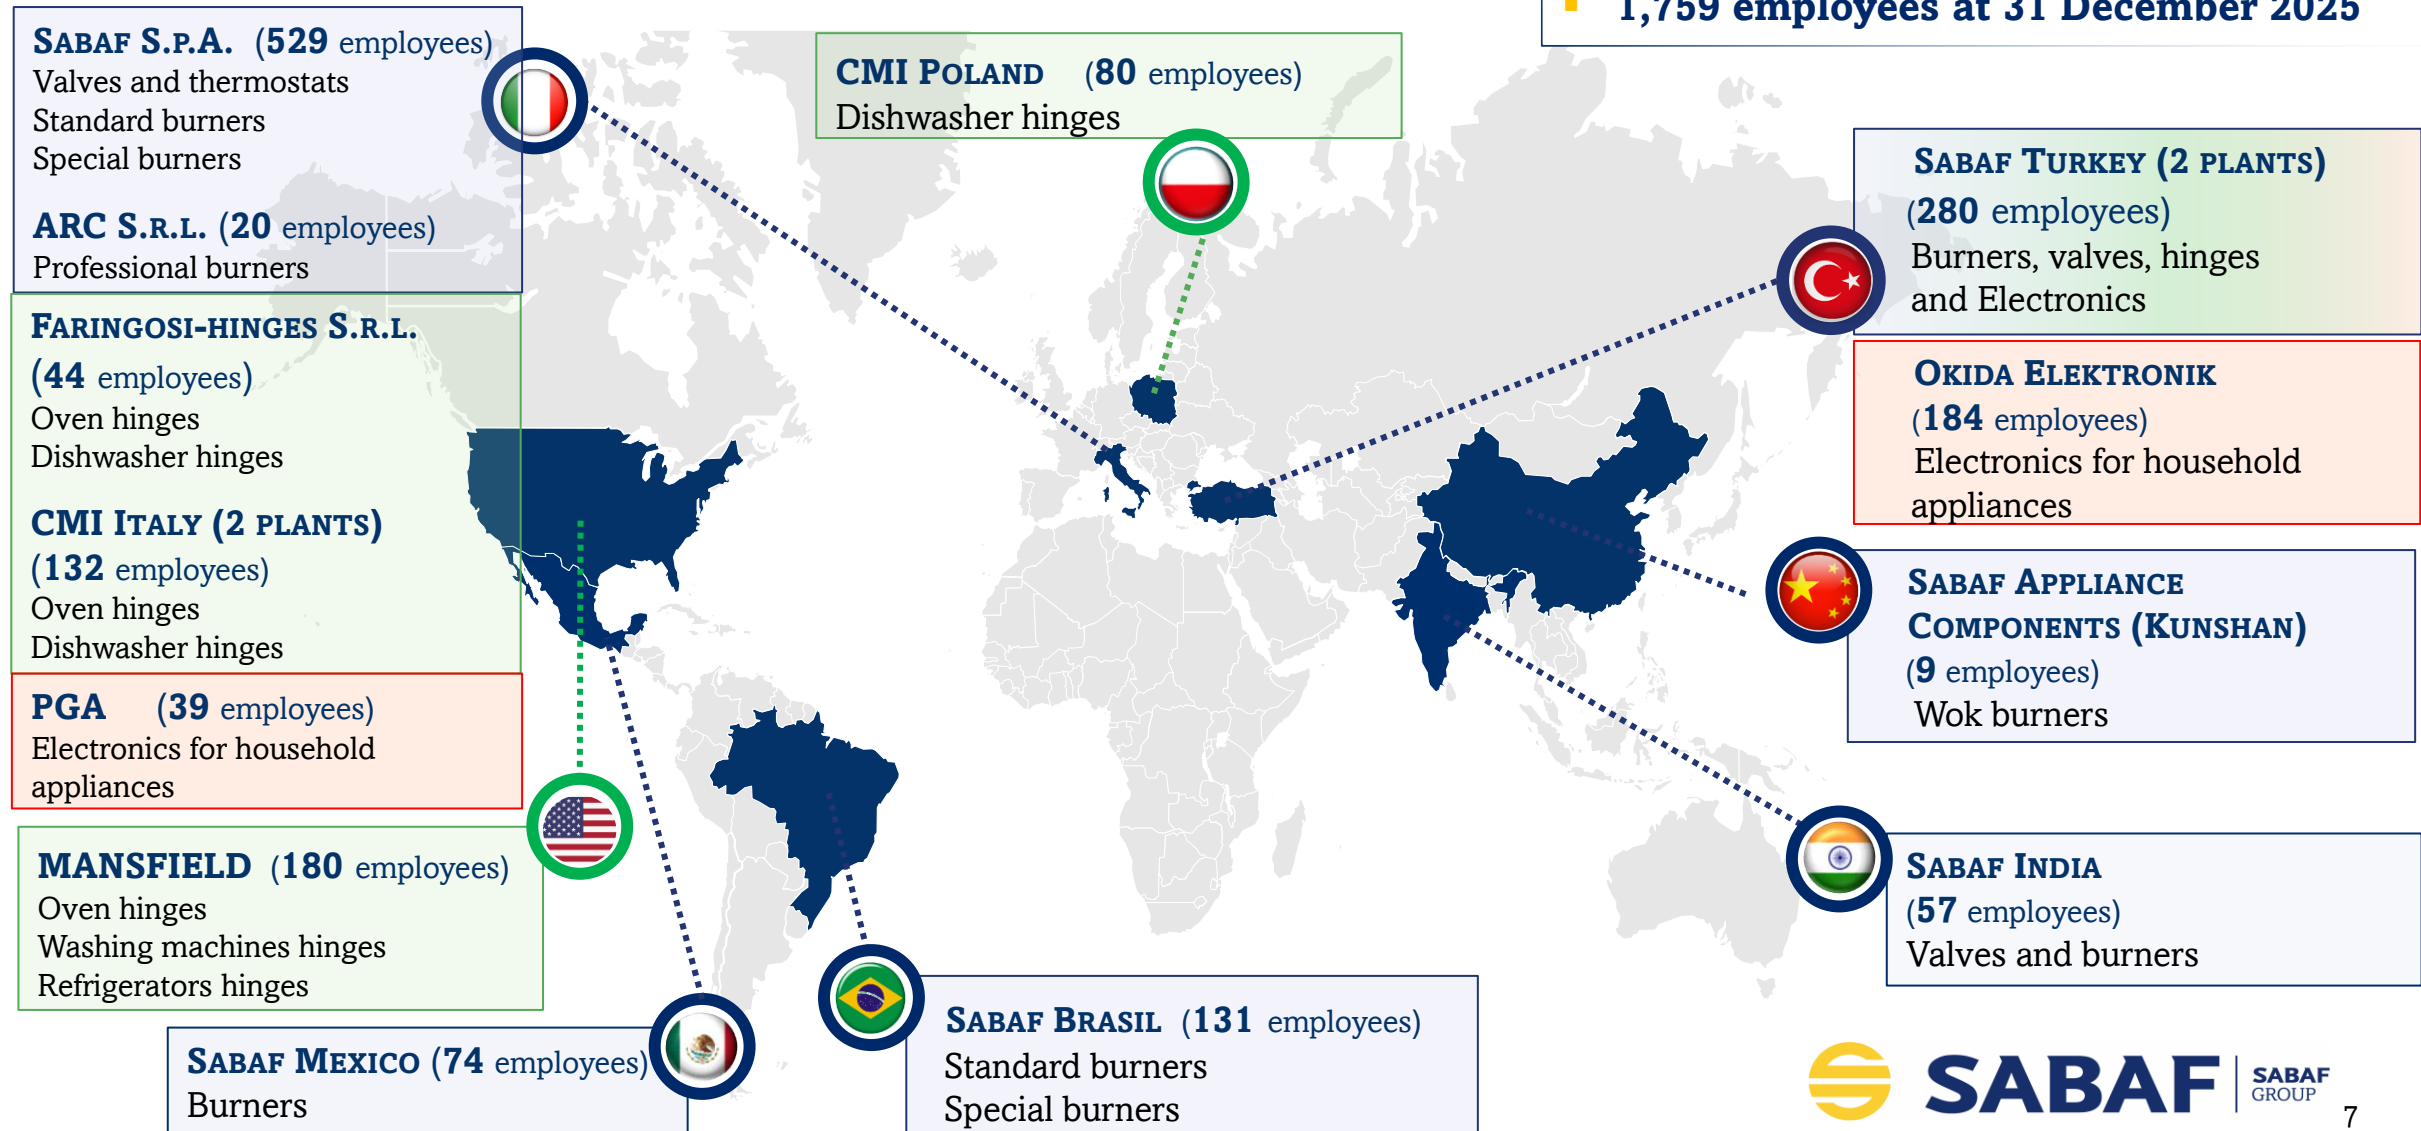 ▪ 1,759 employees at 31 December 2025
SABAF S.P.A. (529 employees)
Valves and thermostats
Standard burners
Special burners
ARC S.R.L. (20 employees)
Professional burners
FARINGOSI-HINGES S.R.L.
(44 employees)
Oven hinges
Dishwasher hinges
CMI ITALY (2 PLANTS)
(132 employees)
Oven hinges
Dishwasher hinges
PGA (39 employees)
Electronics for household
appliances
MANSFIELD (180 employees)
Oven hinges
Washing machines hinges
Refrigerators hinges
SABAF MEXICO (74 employees)
Burners
CMI POLAND (80 employees)
Dishwasher hinges
SABAF BRASIL (131 employees)
Standard burners
Special burners
SABAF TURKEY (2 PLANTS)
(280 employees)
Burners, valves, hinges
and Electronics
OKIDA ELEKTRONIK
(184 employees)
Electronics for household
appliances
SABAF APPLIANCE
COMPONENTS (KUNSHAN)
(9 employees)
Wok burners
SABAF INDIA
(57 employees)
Valves and burners
SABAF
SABAF
GROUP
7